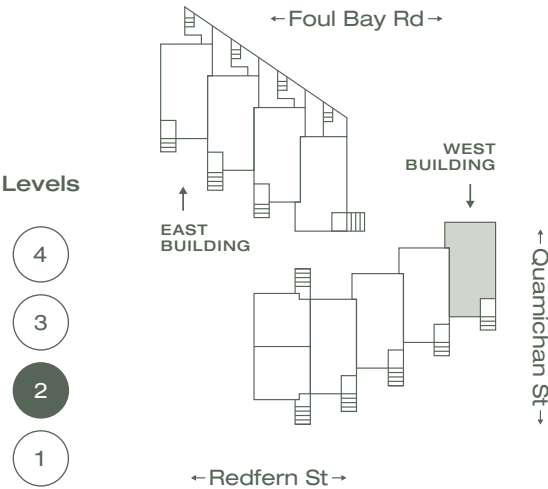 ←Foul Bay Rd→
WEST
BUILDING
Levels
EAST
BUILDING
4
3
2
1
←Quamichan St→
←Redfern St→